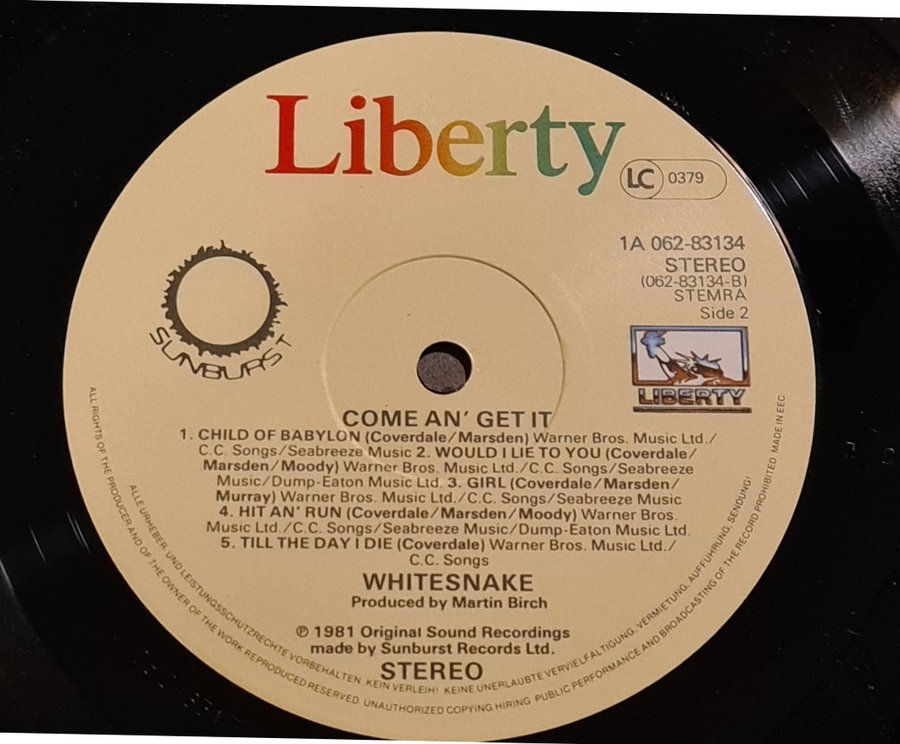 Liberty
LC 0379
1A 062-83134
STEREO
(062-83134-B)
STEMRA
Side 2
SUNBURST
LIBERTY
COME AN' GET IT
1. CHILD OF BABYLON (Coverdale/Marsden) Warner Bros. Music Ltd./
C.C. Songs/Seabreeze Music 2. WOULD I LIE TO YOU (Coverdale/
Marsden/Moody) Warner Bros. Music Ltd./C.C. Songs/Seabreeze
Music/Dump-Eaton Music Ltd. 3. GIRL (Coverdale/Marsden/
Murray) Warner Bros. Music Ltd./C.C. Songs/Seabreeze Music
4. HIT AN' RUN (Coverdale/Marsden/Moody) Warner Bros.
Music Ltd./C.C. Songs/Seabreeze Music/Dump-Eaton Music Ltd.
5. TILL THE DAY I DIE (Coverdale) Warner Bros. Music Ltd./
C.C. Songs
WHITESNAKE
Produced by Martin Birch
℗ 1981 Original Sound Recordings
made by Sunburst Records Ltd.
STEREO
ALLE URHEBER- UND LEISTUNGSSCHUTZRECHTE VORBEHALTEN. KEIN VERLEIH! KEINE UNERLAUBTE VERVIELFÄLTIGUNG, VERMIETUNG, AUFFÜHRUNG, SENDUNG!
ALL RIGHTS OF THE PRODUCER AND OF THE OWNER OF THE WORK REPRODUCED RESERVED. UNAUTHORIZED COPYING HIRING PUBLIC PERFORMANCE AND BROADCASTING OF THE RECORD PROHIBITED. MADE IN EEC